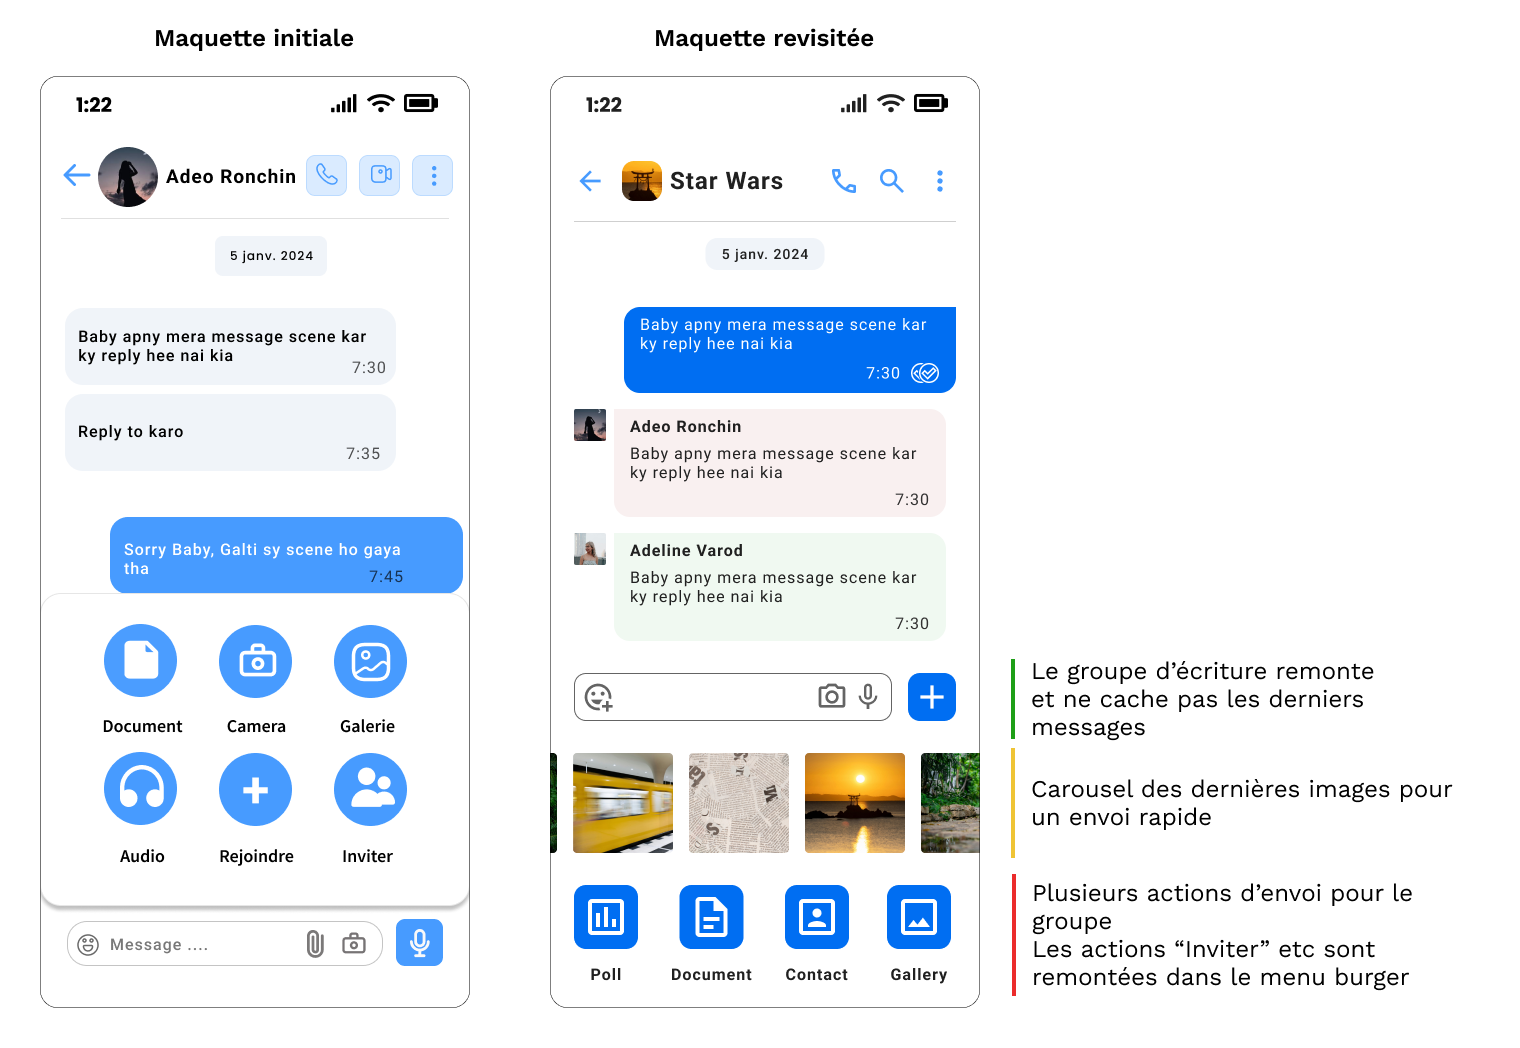 Maquette initiale
1:22
Adeo Ronchin
5 janv. 2024
Baby apny mera message scene kar
ky reply hee nai kia
7:30
Reply to karo
7:35
Sorry Baby, Galti sy scene ho gaya
tha
7:45
Document
Camera
Galerie
Audio
Rejoindre
Inviter
Message ....
Maquette revisitée
1:22
Star Wars
5 janv. 2024
Baby apny mera message scene kar
ky reply hee nai kia
7:30
Adeo Ronchin
Baby apny mera message scene kar
ky reply hee nai kia
7:30
Adeline Varod
Baby apny mera message scene kar
ky reply hee nai kia
7:30
Poll
Document
Contact
Gallery
Le groupe d’écriture remonte
et ne cache pas les derniers
messages
Carousel des dernières images pour
un envoi rapide
Plusieurs actions d’envoi pour le
groupe
Les actions “Inviter” etc sont
remontées dans le menu burger